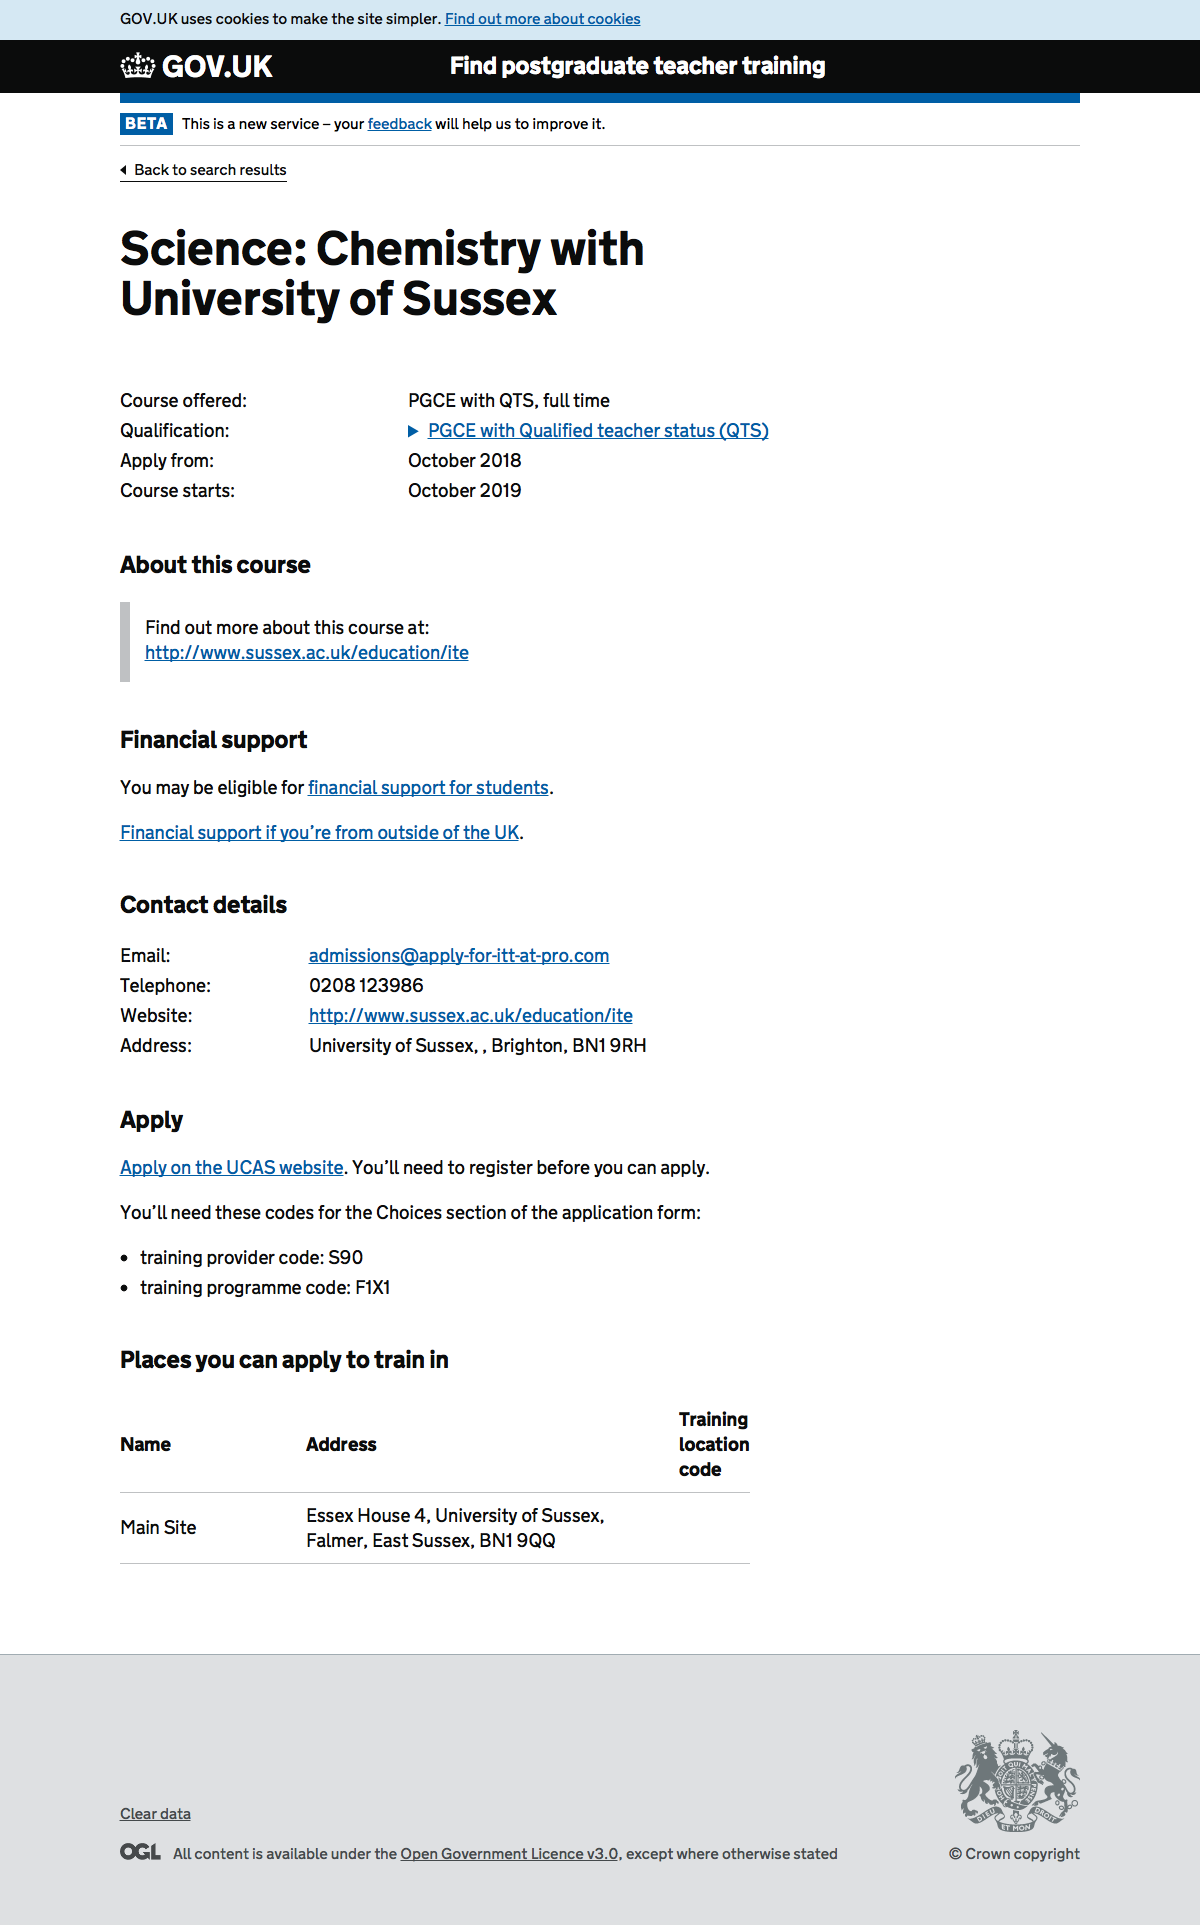 GOV.UK uses cookies to make the site simpler. Find out more about cookies
GOV.UK
Find postgraduate teacher training
BETA This is a new service – your feedback will help us to improve it.
Back to search results
Science: Chemistry with
University of Sussex
Course offered: PGCE with QTS, full time
Qualification: PGCE with Qualified teacher status (QTS)
Apply from: October 2018
Course starts: October 2019
About this course
Find out more about this course at:
http://www.sussex.ac.uk/education/ite
Financial support
You may be eligible for financial support for students.
Financial support if you’re from outside of the UK.
Contact details
Email: admissions@apply-for-itt-at-pro.com
Telephone: 0208 123986
Website: http://www.sussex.ac.uk/education/ite
Address: University of Sussex, , Brighton, BN1 9RH
Apply
Apply on the UCAS website. You’ll need to register before you can apply.
You’ll need these codes for the Choices section of the application form:
• training provider code: S90
• training programme code: F1X1
Places you can apply to train in
Name
Address
Training
location
code
Main Site
Essex House 4, University of Sussex,
Falmer, East Sussex, BN1 9QQ
Clear data
DIEU ET MON DROIT
OGL All content is available under the Open Government Licence v3.0, except where otherwise stated
© Crown copyright